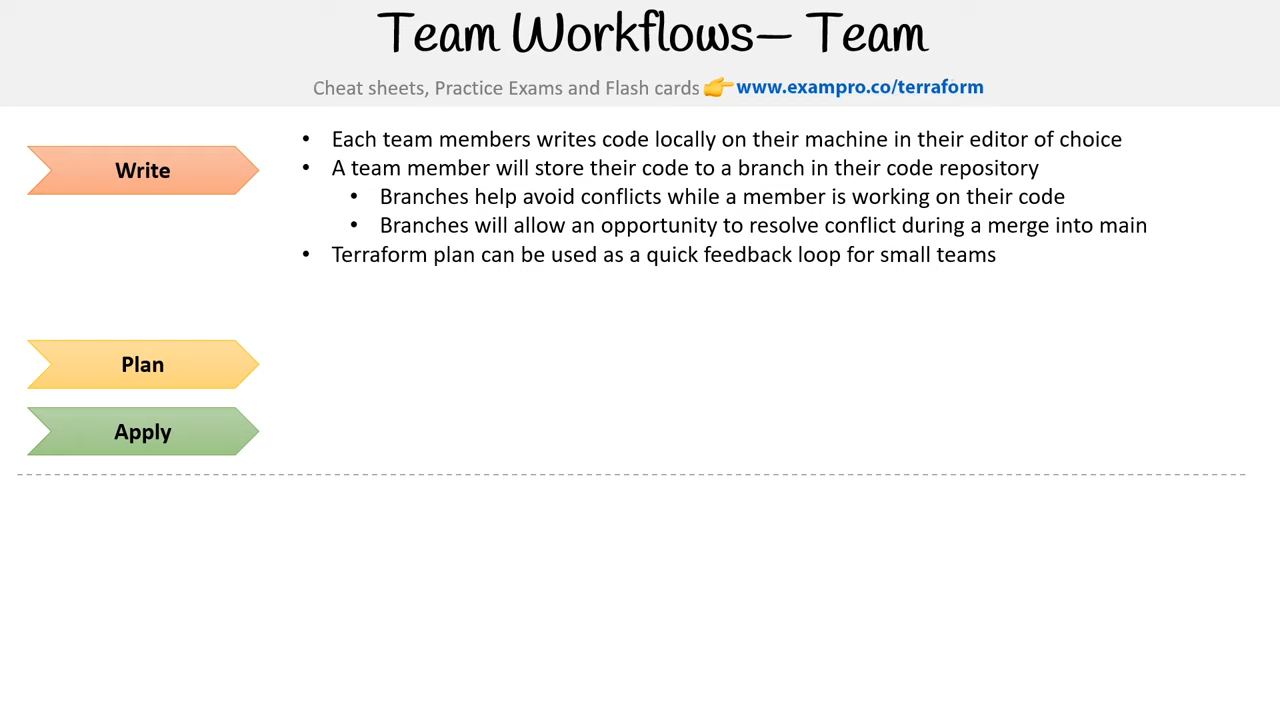 Team Workflows— Team
Cheat sheets, Practice Exams and Flash cards 👉 www.exampro.co/terraform
Write
• Each team members writes code locally on their machine in their editor of choice
• A team member will store their code to a branch in their code repository
• Branches help avoid conflicts while a member is working on their code
• Branches will allow an opportunity to resolve conflict during a merge into main
• Terraform plan can be used as a quick feedback loop for small teams
Plan
Apply